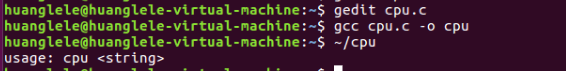 huanglele@huanglele-virtual-machine:~$ gedit cpu.c
huanglele@huanglele-virtual-machine:~$ gcc cpu.c -o cpu
huanglele@huanglele-virtual-machine:~$ ~/cpu
usage: cpu <string>
huanglele@huanglele-virtual-machine:~$